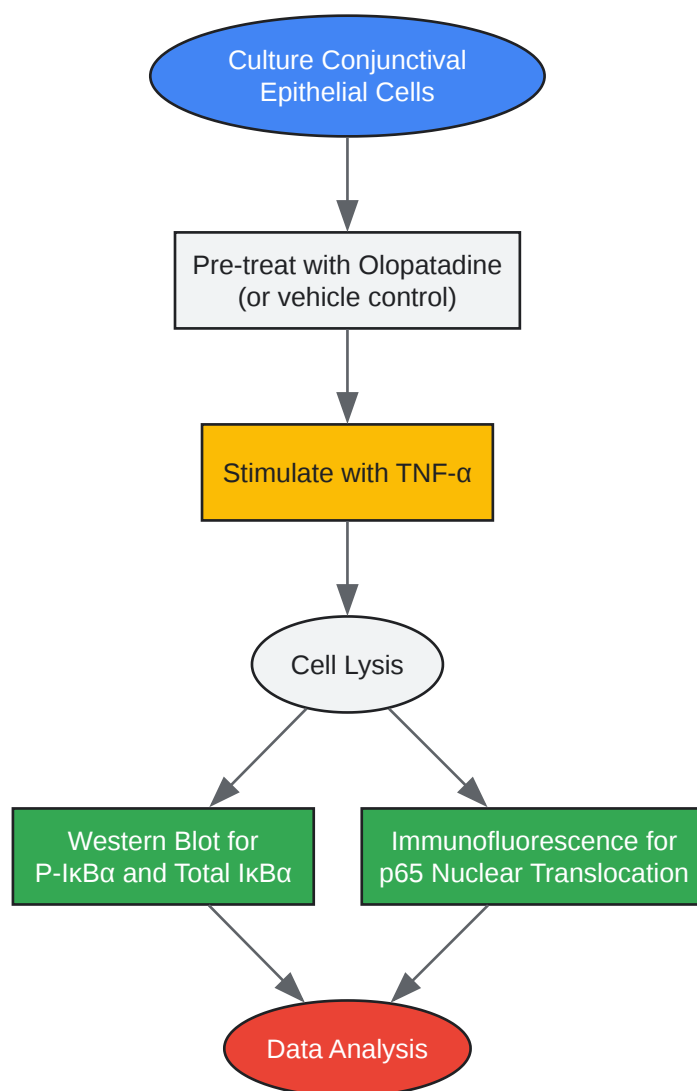 Culture Conjunctival
Epithelial Cells
Pre-treat with Olopatadine
(or vehicle control)
Stimulate with TNF-α
Cell Lysis
Western Blot for
P-IκBα and Total IκBα
Immunofluorescence for
p65 Nuclear Translocation
Data Analysis